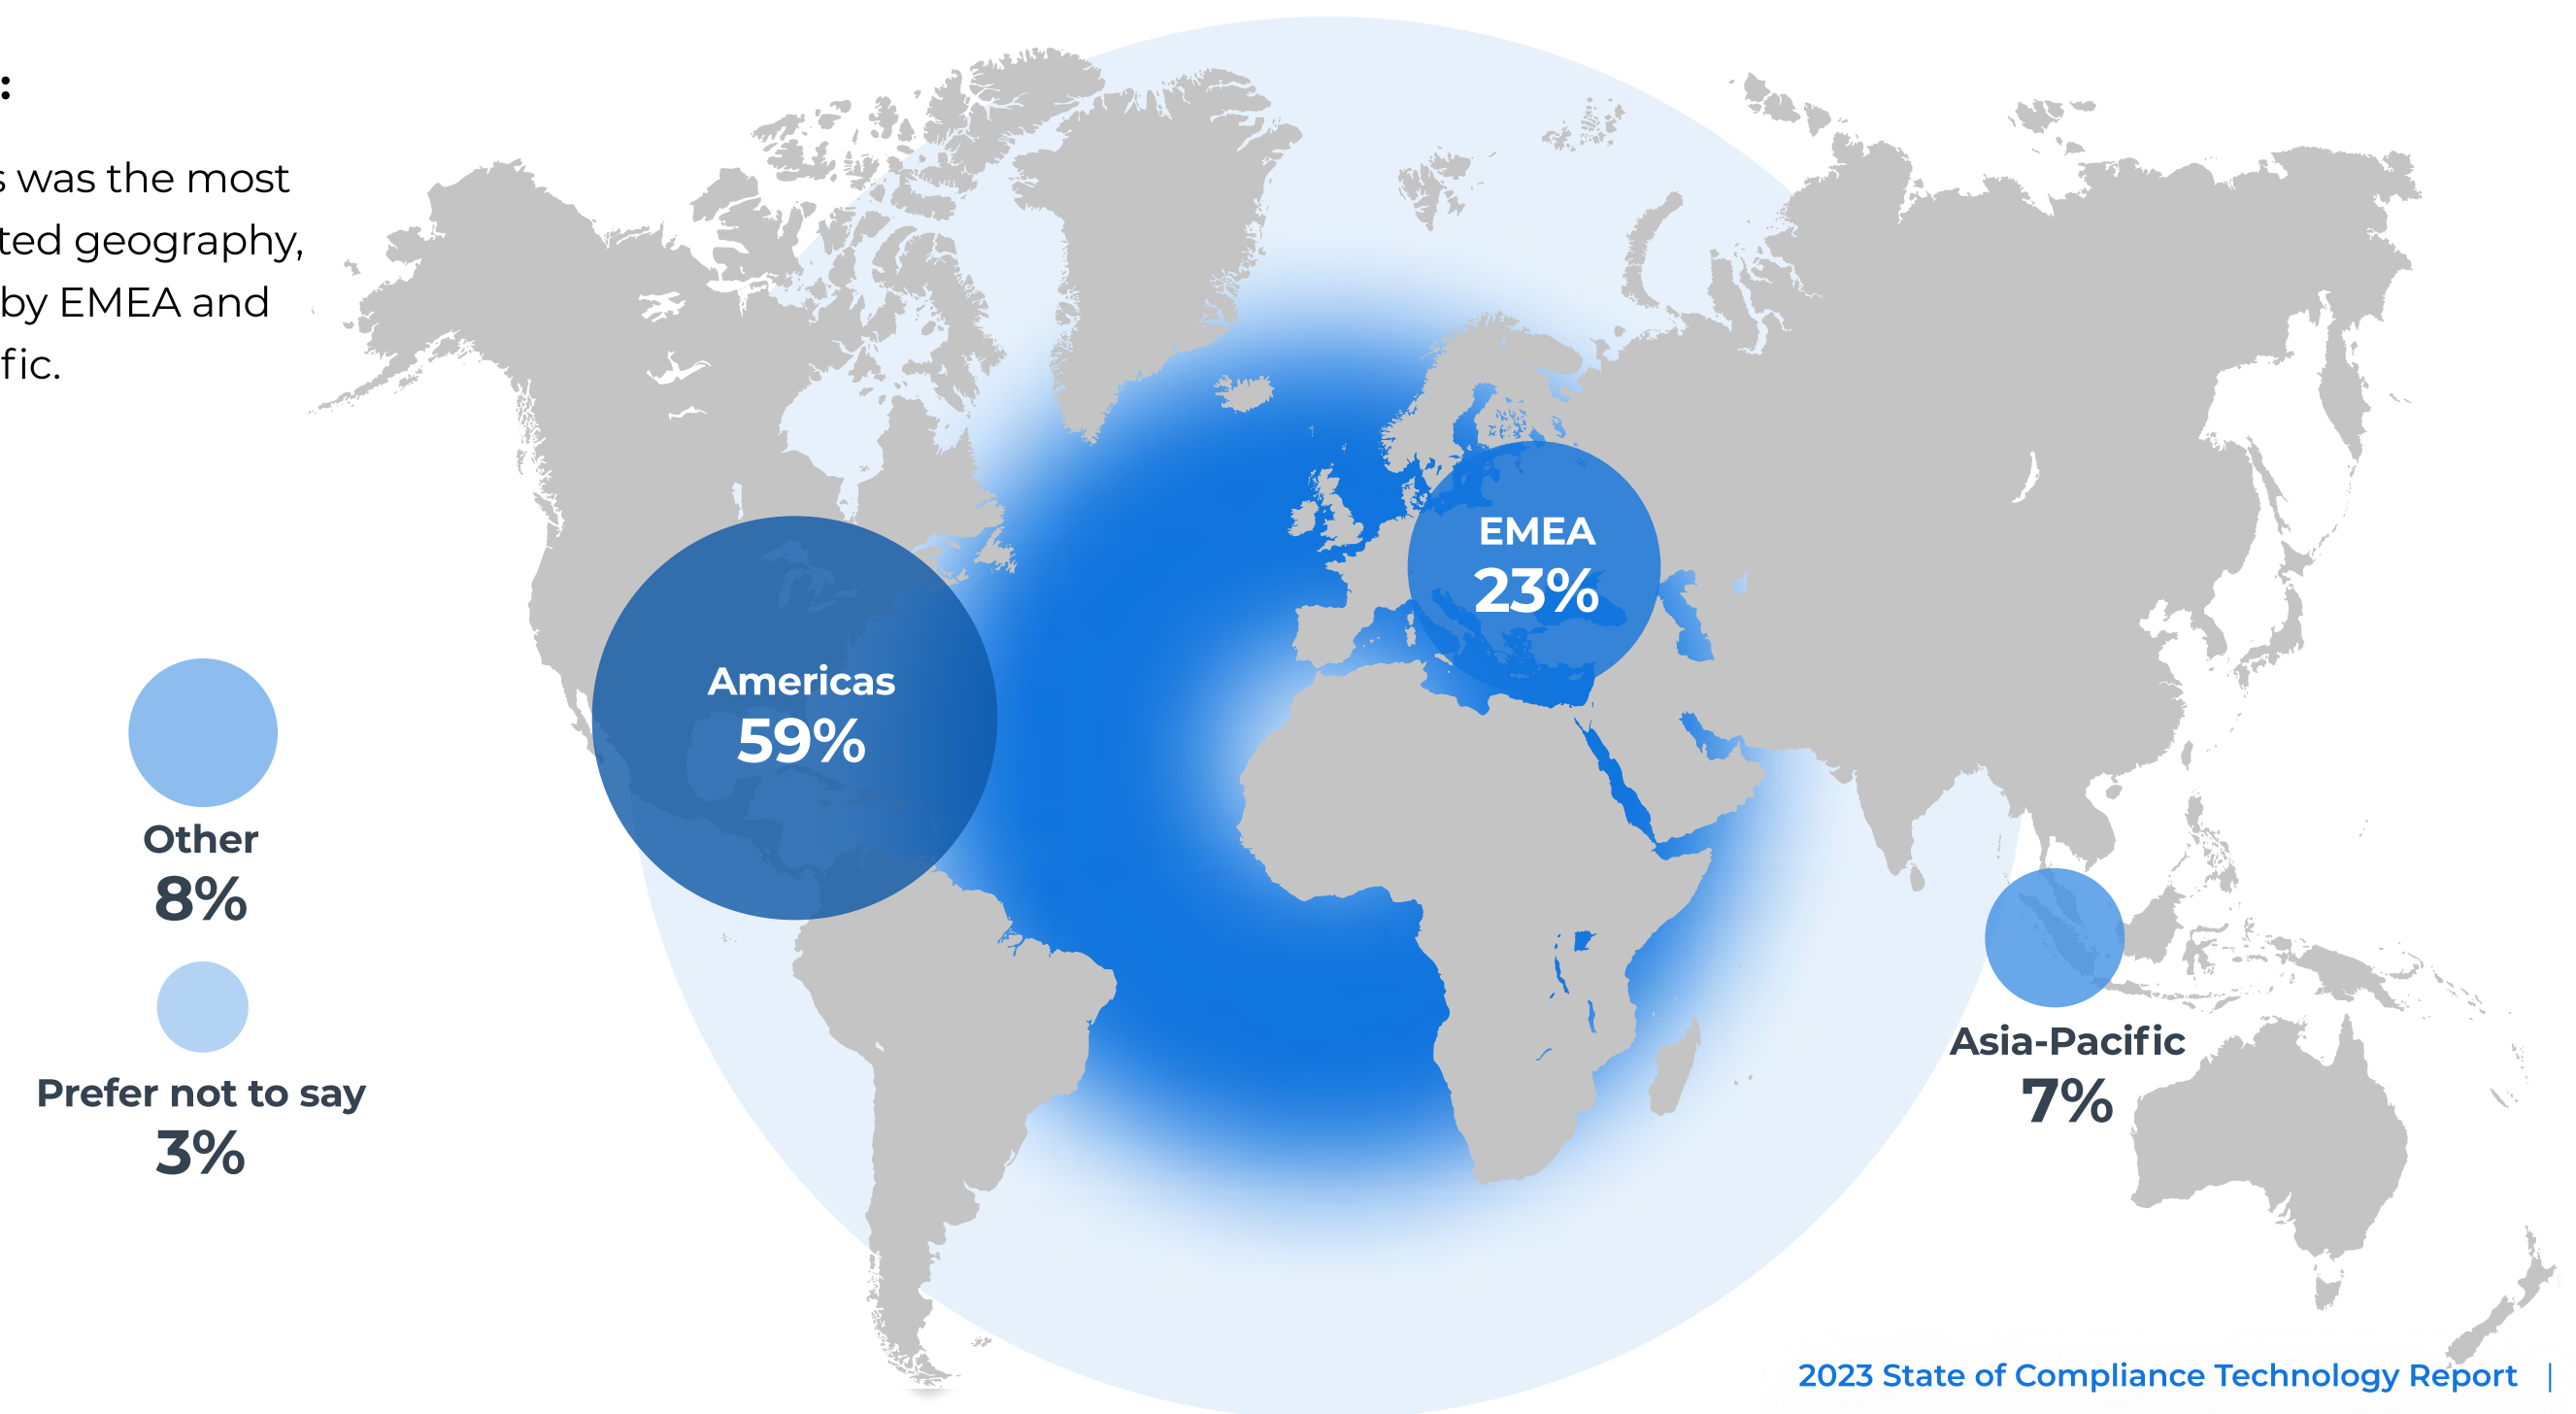 :
s was the most
ted geography,
by EMEA and
fic.
EMEA
23%
Americas
59%
Other
8%
Prefer not to say
3%
Asia-Pacific
7%
2023 State of Compliance Technology Report |